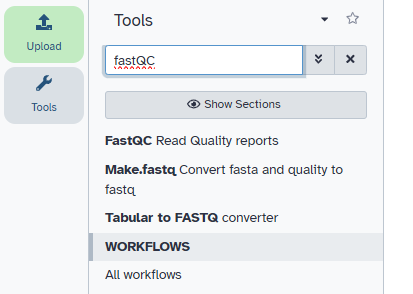 Upload
Tools
Tools
fastQC
Show Sections
FastQC Read Quality reports
Make.fastq Convert fasta and quality to
fastq
Tabular to FASTQ converter
WORKFLOWS
All workflows